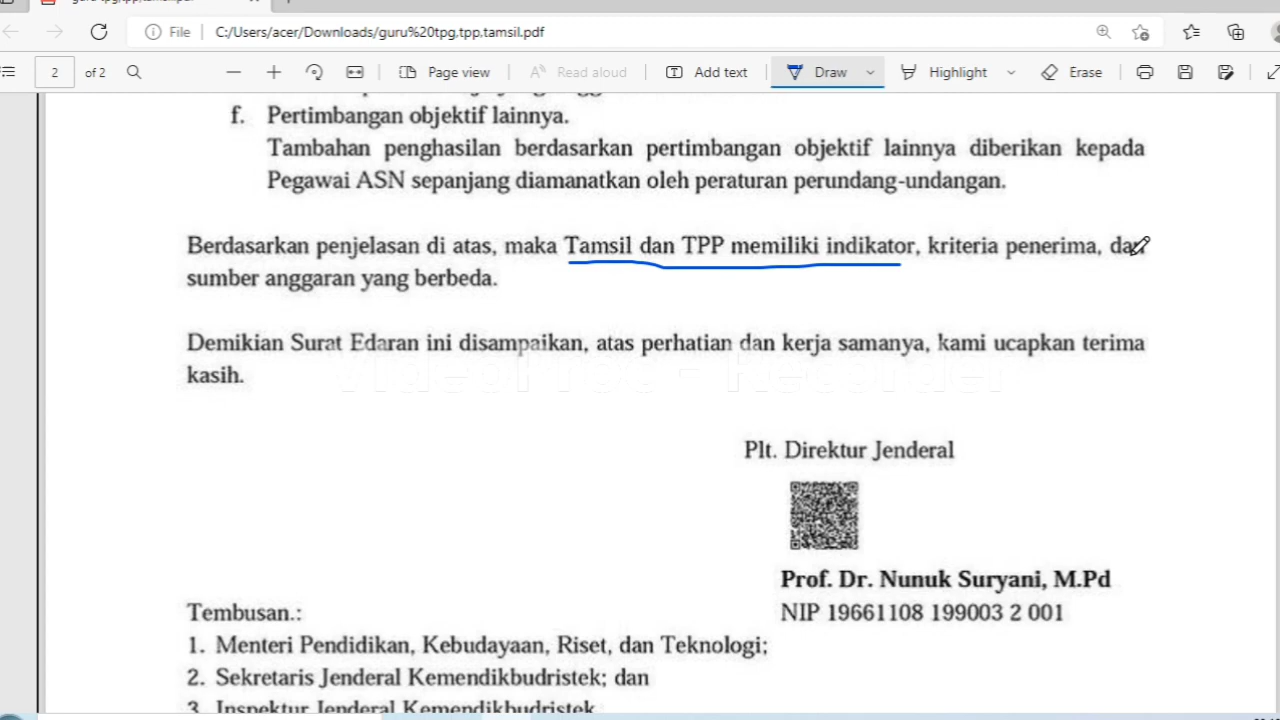 File C:/Users/acer/Downloads/guru%20tpg,tpp,tamsil.pdf
2 of 2 Page view Read aloud Add text Draw Highlight Erase
f. Pertimbangan objektif lainnya.
Tambahan penghasilan berdasarkan pertimbangan objektif lainnya diberikan kepada
Pegawai ASN sepanjang diamanatkan oleh peraturan perundang-undangan.
Berdasarkan penjelasan di atas, maka Tamsil dan TPP memiliki indikator, kriteria penerima, dan
sumber anggaran yang berbeda.
Demikian Surat Edaran ini disampaikan, atas perhatian dan kerja samanya, kami ucapkan terima
kasih.
Plt. Direktur Jenderal
Prof. Dr. Nunuk Suryani, M.Pd
NIP 19661108 199003 2 001
Tembusan.:
1. Menteri Pendidikan, Kebudayaan, Riset, dan Teknologi;
2. Sekretaris Jenderal Kemendikbudristek; dan
3. Inspektur Jenderal Kemendikbudristek